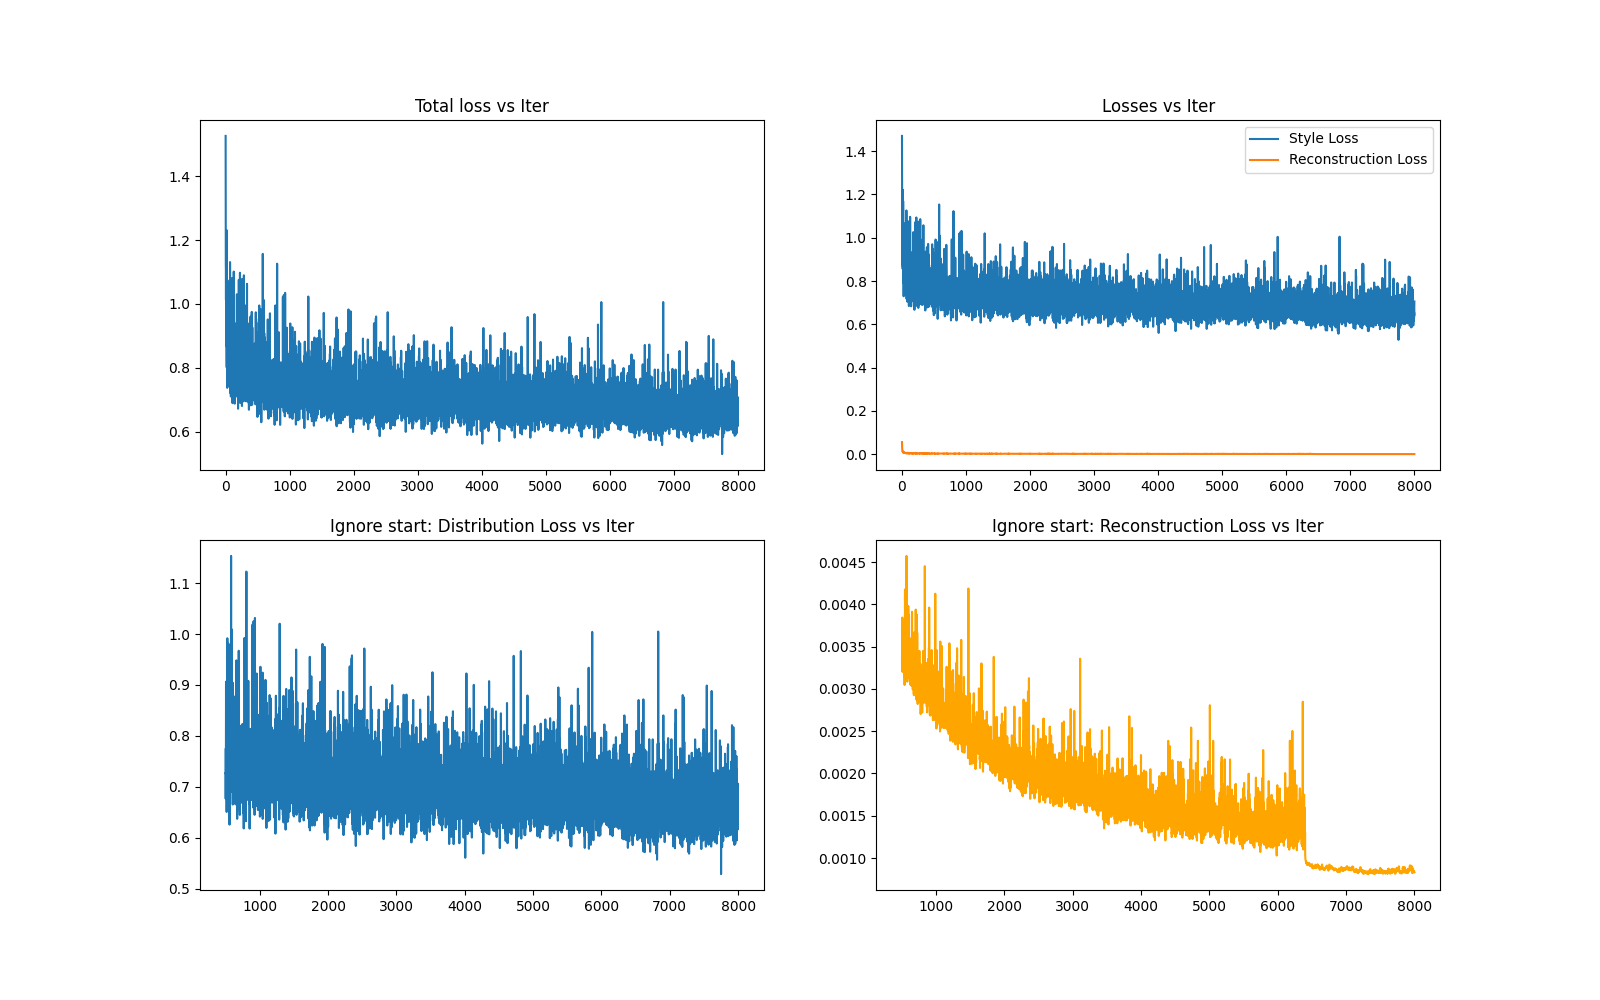 Total loss vs Iter
1.4
1.2
1.0
0.8
0.6
0 1000 2000 3000 4000 5000 6000 7000 8000
Losses vs Iter
Style Loss
Reconstruction Loss
1.4
1.2
1.0
0.8
0.6
0.4
0.2
0.0
0 1000 2000 3000 4000 5000 6000 7000 8000
Ignore start: Distribution Loss vs Iter
1.1
1.0
0.9
0.8
0.7
0.6
0.5
1000 2000 3000 4000 5000 6000 7000 8000
Ignore start: Reconstruction Loss vs Iter
0.0045
0.0040
0.0035
0.0030
0.0025
0.0020
0.0015
0.0010
1000 2000 3000 4000 5000 6000 7000 8000